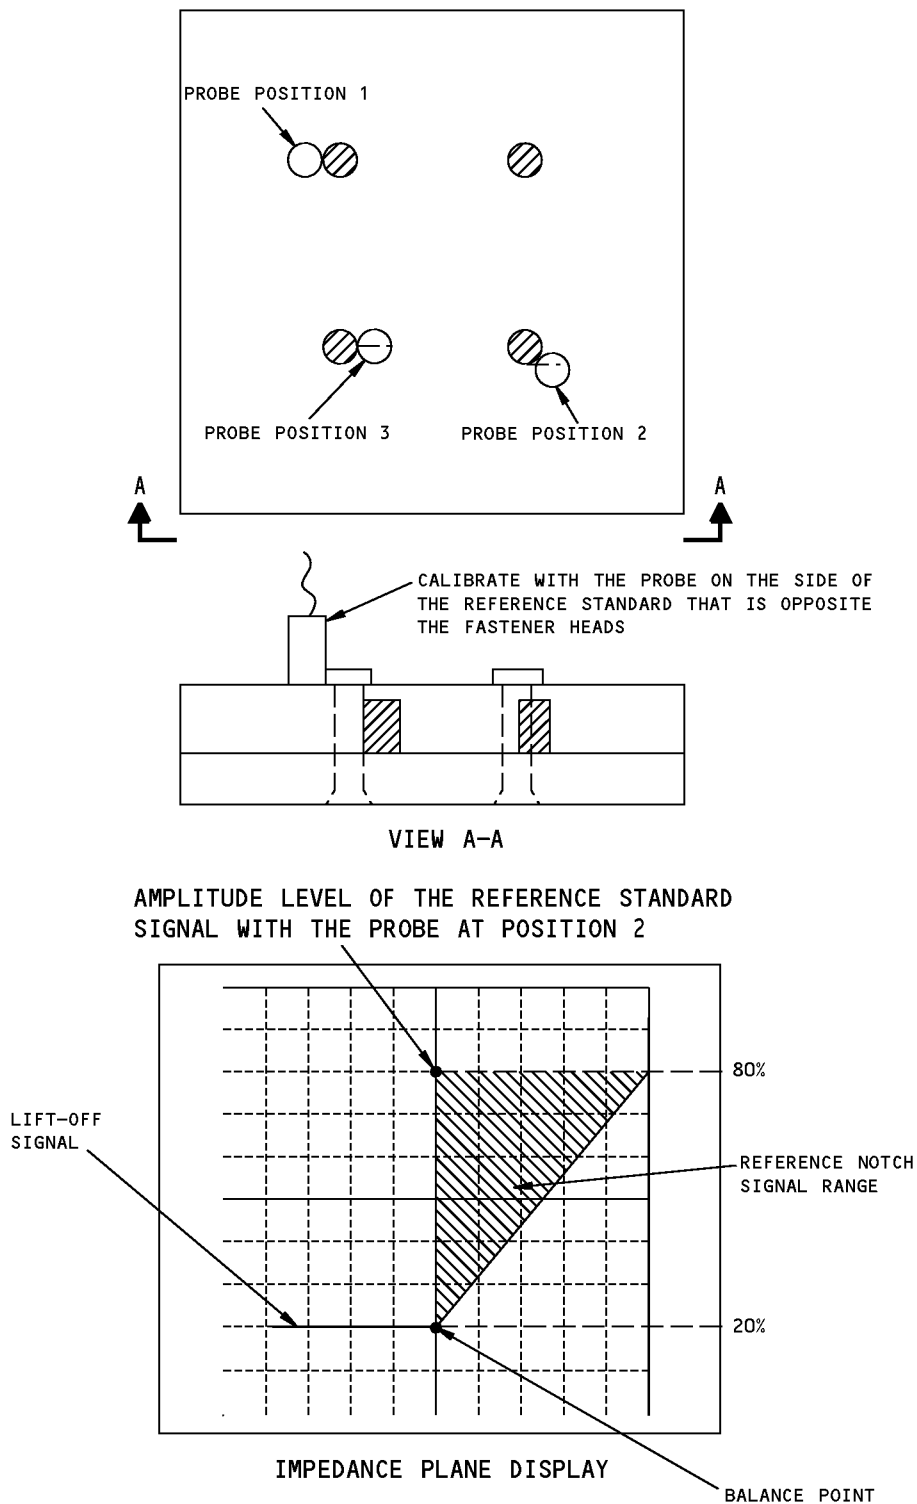 PROBE POSITION 1
PROBE POSITION 3
PROBE POSITION 2
A
A
CALIBRATE WITH THE PROBE ON THE SIDE OF
THE REFERENCE STANDARD THAT IS OPPOSITE
THE FASTENER HEADS
VIEW A-A
AMPLITUDE LEVEL OF THE REFERENCE STANDARD
SIGNAL WITH THE PROBE AT POSITION 2
80%
LIFT-OFF
SIGNAL
REFERENCE NOTCH
SIGNAL RANGE
20%
IMPEDANCE PLANE DISPLAY
BALANCE POINT